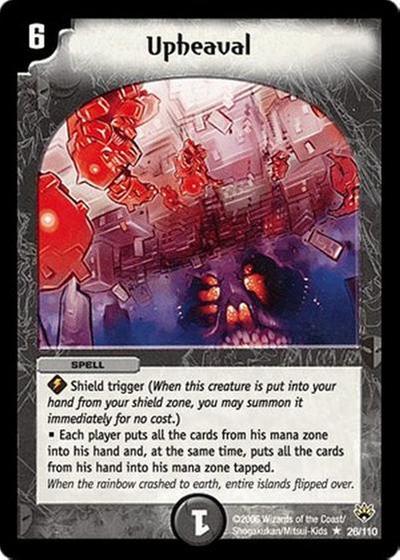 6
Upheaval
SPELL
Shield trigger (When this creature is put into your
hand from your shield zone, you may summon it
immediately for no cost.)
▪ Each player puts all the cards from his mana zone
into his hand and, at the same time, puts all the cards
from his hand into his mana zone tapped.
When the rainbow crashed to earth, entire islands flipped over.
1
©2006 Wizards of the Coast/
Shogakukan/Mitsui-Kids ★ 26/110